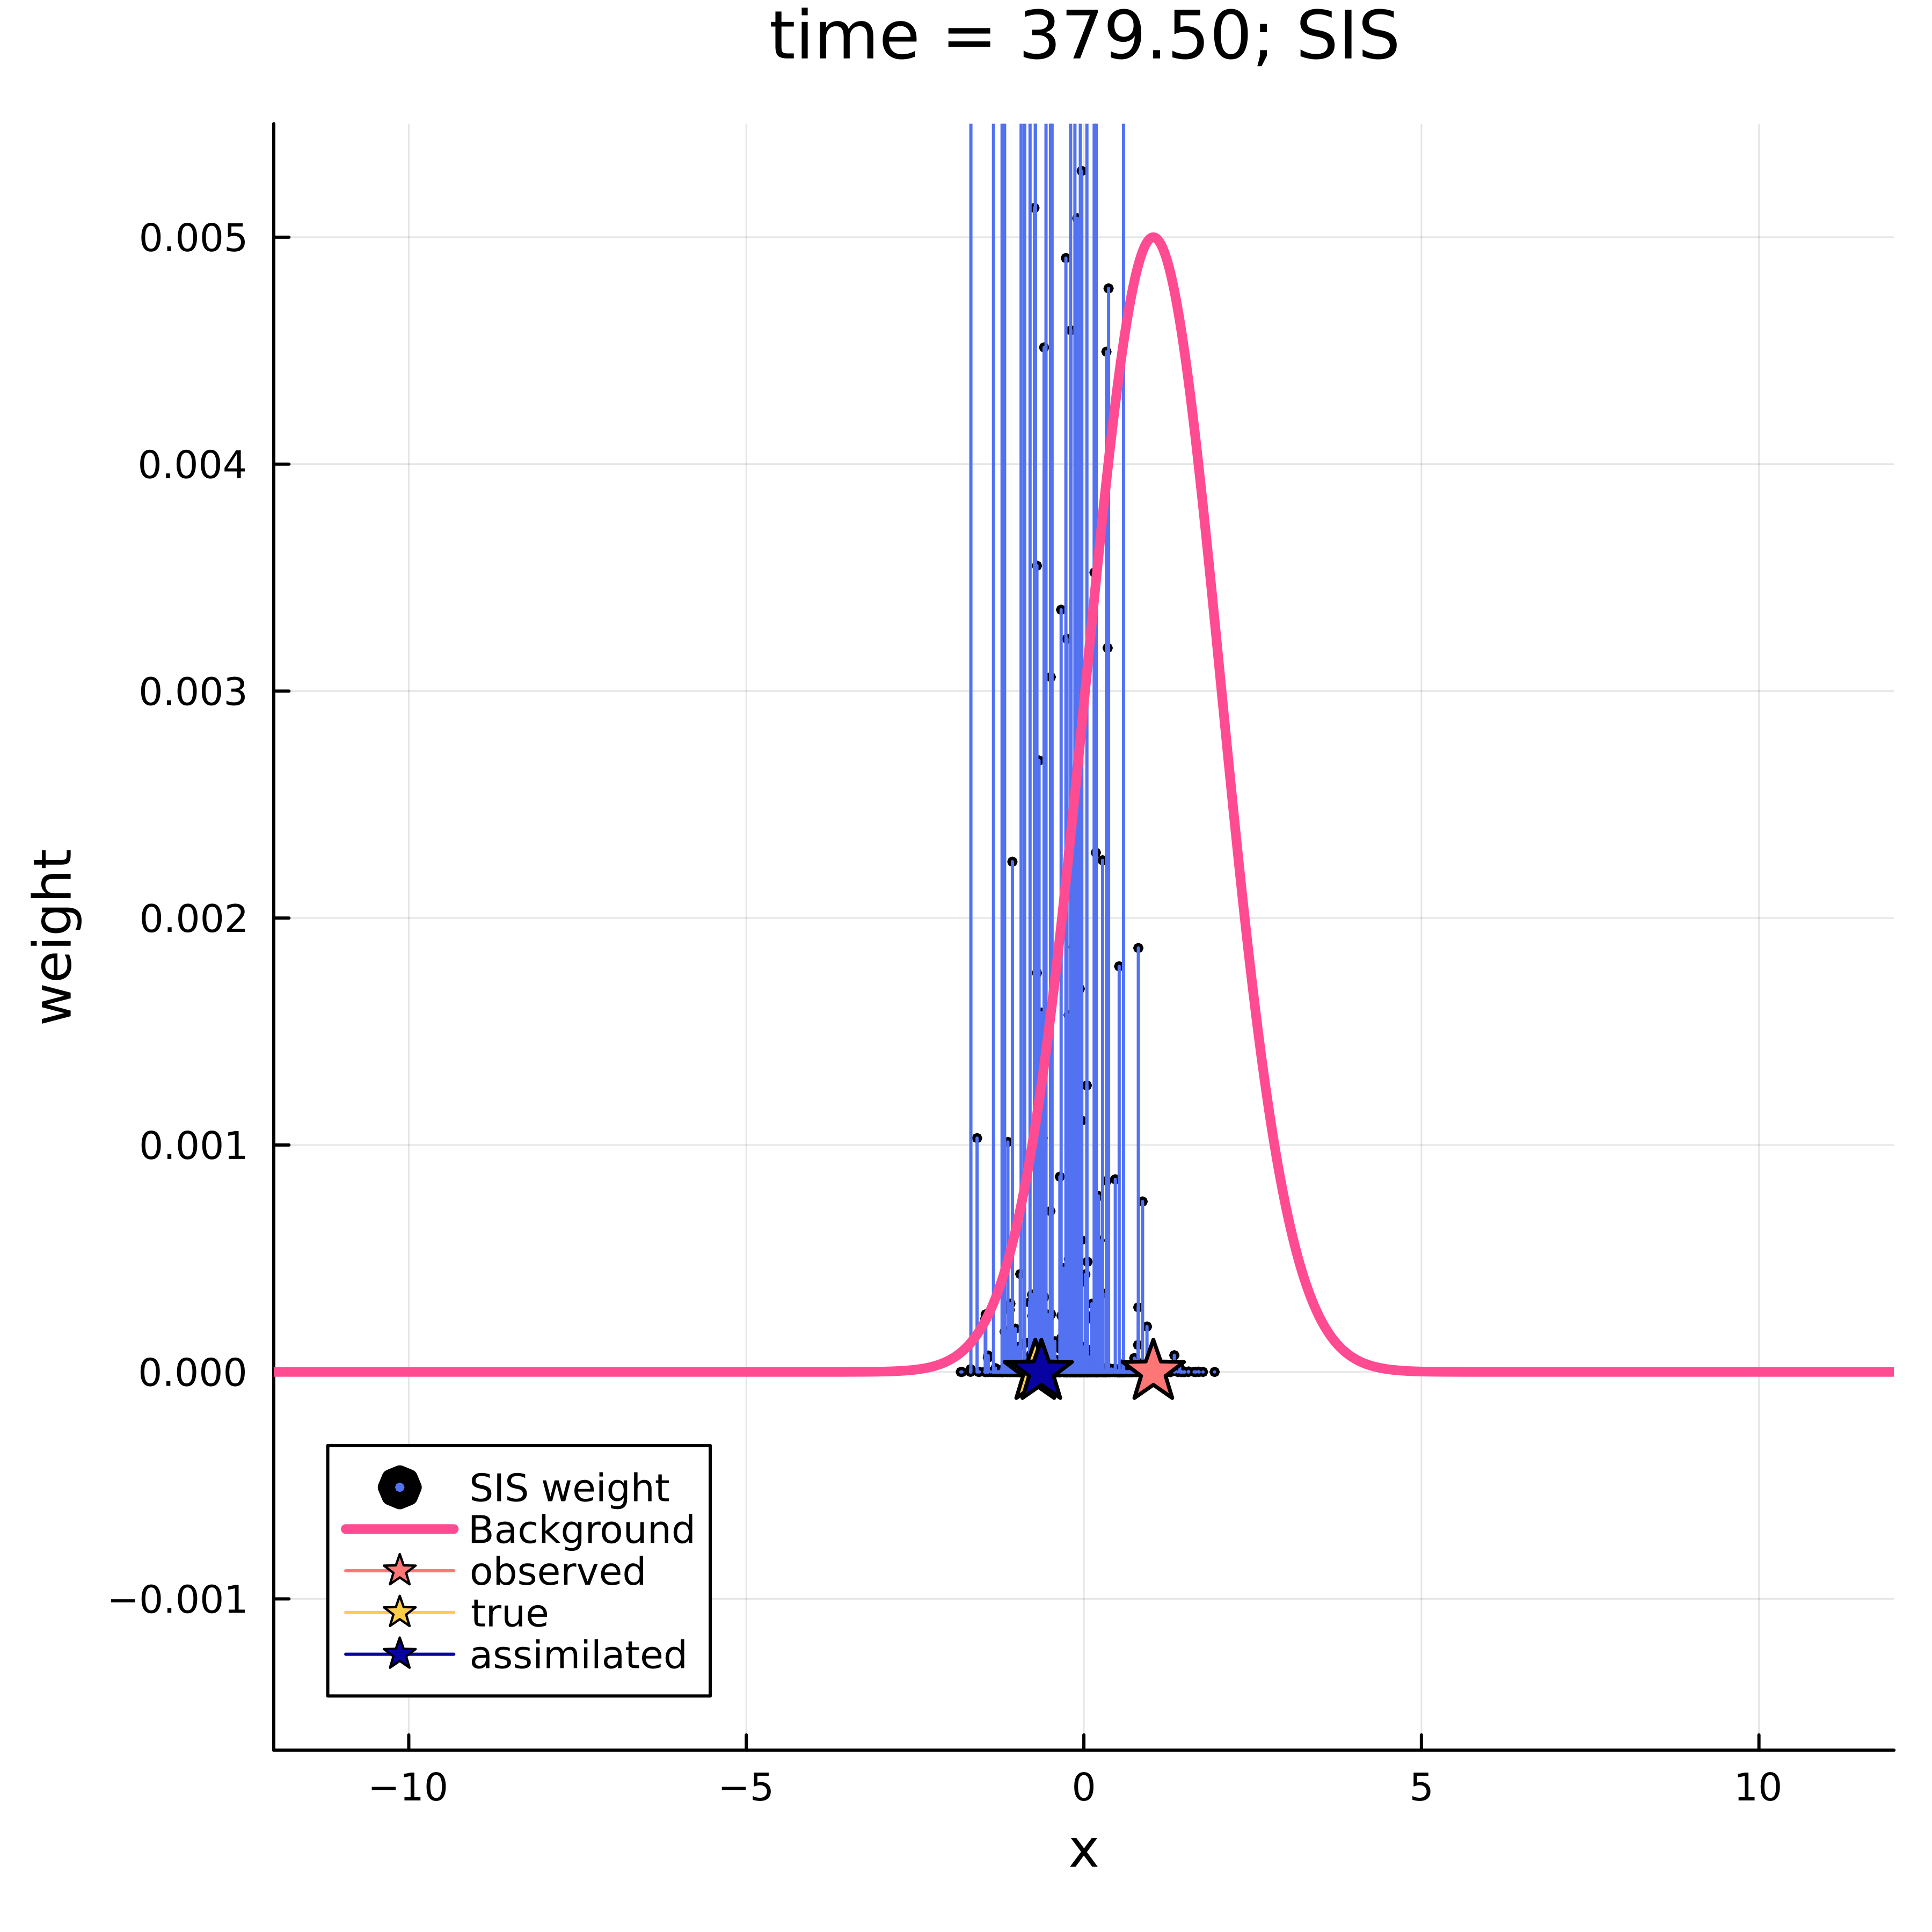 time = 379.50; SIS
weight
0.005
0.004
0.003
0.002
0.001
0.000
−0.001
SIS weight
Background
observed
true
assimilated
−10
−5
0
5
10
x